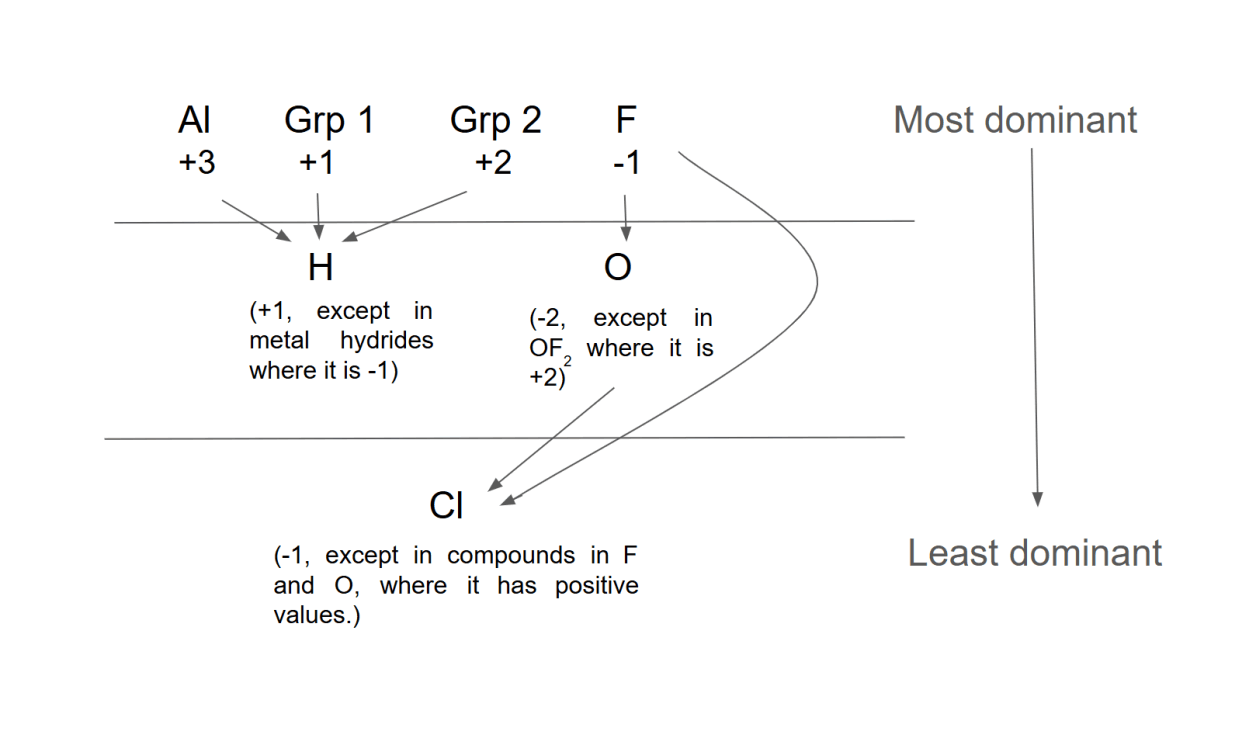 Al Grp 1 Grp 2 F Most dominant
+3 +1 +2 -1
H O
(+1, except in
metal hydrides
where it is -1)
(-2, except in
OF2 where it is
+2)
Cl
(-1, except in compounds in F
and O, where it has positive
values.)
Least dominant